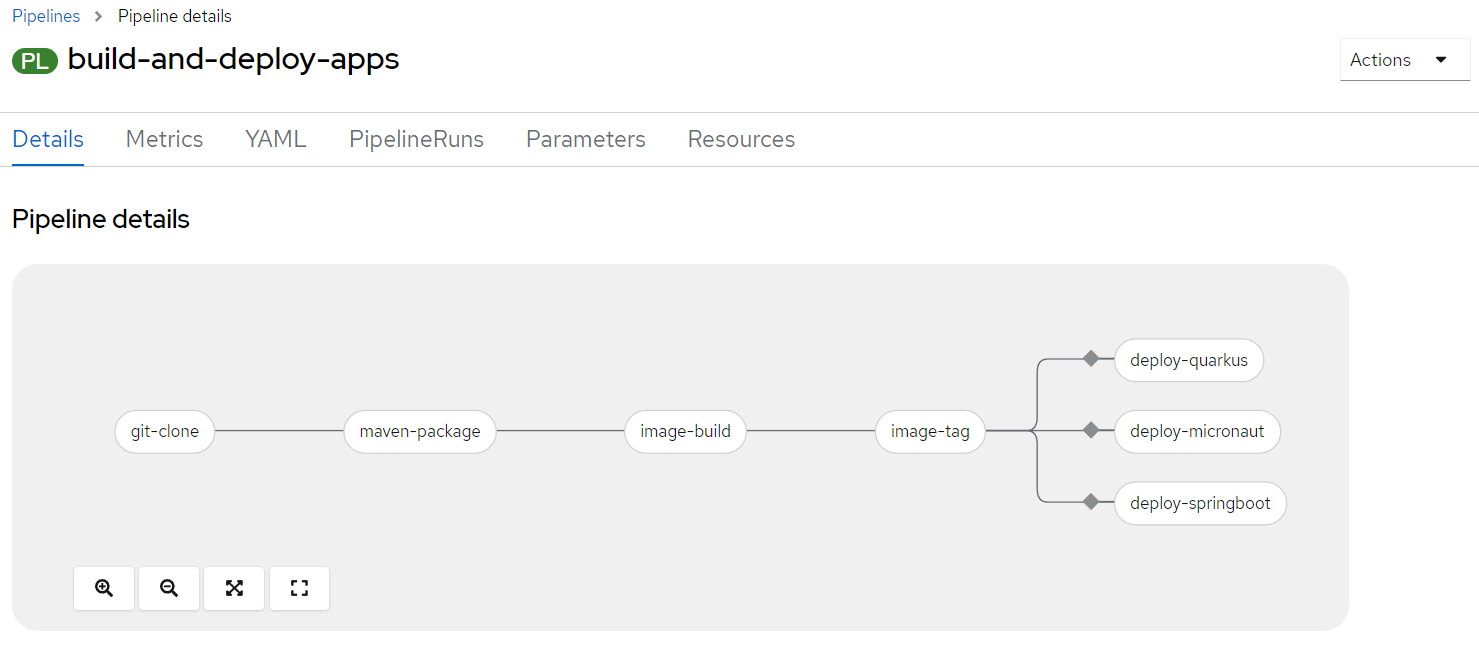 Pipelines > Pipeline details
PL build-and-deploy-apps
Actions
Details Metrics YAML PipelineRuns Parameters Resources
Pipeline details
deploy-quarkus
git-clone maven-package image-build image-tag deploy-micronaut
deploy-springboot